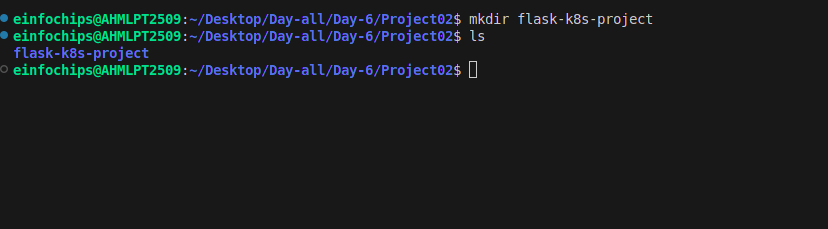 einfochips@AHMLPT2509:~/Desktop/Day-all/Day-6/Project02$ mkdir flask-k8s-project
einfochips@AHMLPT2509:~/Desktop/Day-all/Day-6/Project02$ ls
flask-k8s-project
einfochips@AHMLPT2509:~/Desktop/Day-all/Day-6/Project02$